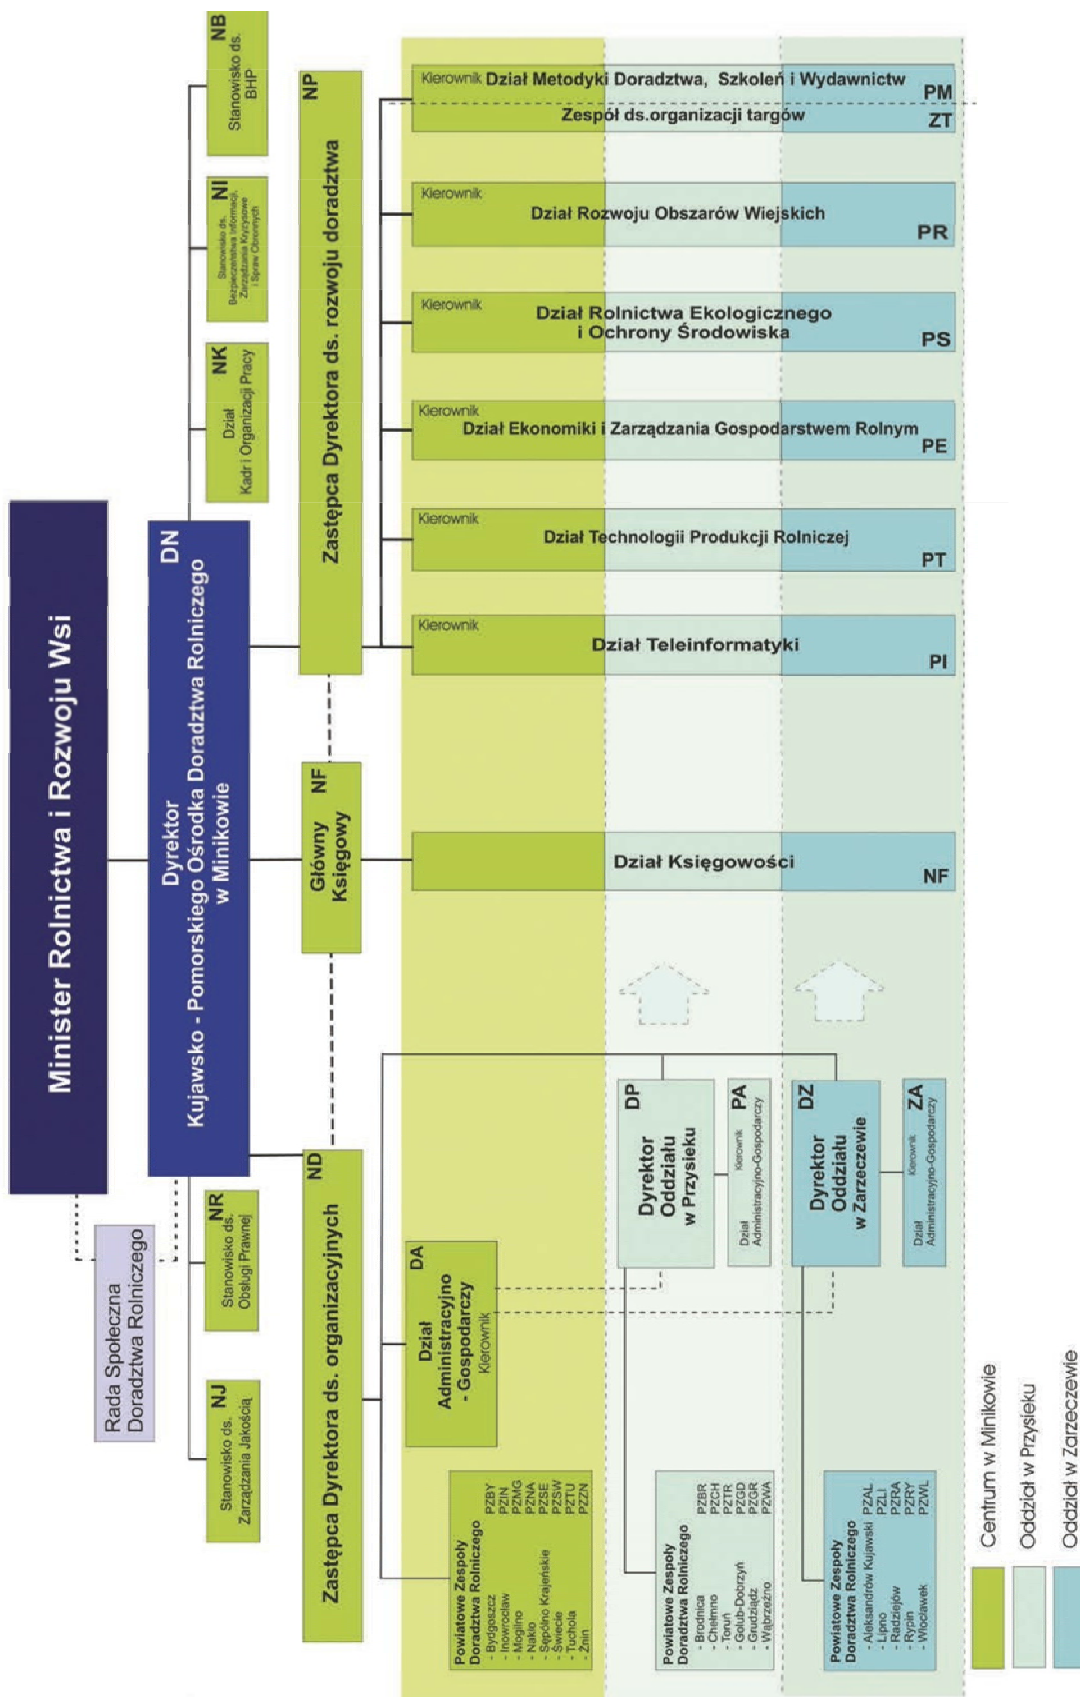 Minister Rolnictwa i Rozwoju Wsi
Rada Społeczna
Doradztwa Rolniczego
Dyrektor
Kujawsko - Pomorskiego Ośrodka Doradztwa Rolniczego
w Minikowie
DN
Stanowisko ds.
Zarządzania Jakością
NJ
Stanowisko ds.
Obsługi Prawnej
NR
Dział
Kadr i Organizacji Pracy
NK
Stanowisko ds.
Bezpieczeństwa Informacji,
Zarządzania Kryzysowe
i Spraw Obronnych
NI
Stanowisko ds.
BHP
NB
Zastępca Dyrektora ds. organizacyjnych
ND
Główny
Księgowy
NF
Zastępca Dyrektora ds. rozwoju doradztwa
NP
Dział
Administracyjno
- Gospodarczy
Kierownik
DA
Powiatowe Zespoły
Doradztwa Rolniczego
- Bydgoszcz PZBY
- Inowrocław PZIN
- Mogilno PZMG
- Nakło PZNA
- Sępólno Krajeńskie PZSE
- Świecie PZSW
- Tuchola PZTU
- Żnin PZZN
Dyrektor
Oddziału
w Przysieku
DP
Dział Kierownik
Administracyjno-Gospodarczy
PA
Powiatowe Zespoły
Doradztwa Rolniczego
- Brodnica PZBR
- Chełmno PZCH
- Toruń PZTR
- Golub-Dobrzyń PZGD
- Grudziądz PZGR
- Wąbrzeźno PZWA
Dyrektor
Oddziału
w Zarzeczewie
DZ
Dział Kierownik
Administracyjno-Gospodarczy
ZA
Powiatowe Zespoły
Doradztwa Rolniczego
- Aleksandrów Kujawski PZAL
- Lipno PZLI
- Radziejów PZRA
- Rypin PZRY
- Włocławek PZWL
Dział Księgowości
NF
Kierownik
Dział Teleinformatyki
PI
Kierownik
Dział Technologii Produkcji Rolniczej
PT
Kierownik
Dział Ekonomiki i Zarządzania Gospodarstwem Rolnym
PE
Kierownik
Dział Rolnictwa Ekologicznego
i Ochrony Środowiska
PS
Kierownik
Dział Rozwoju Obszarów Wiejskich
PR
Kierownik
Dział Metodyki Doradztwa, Szkoleń i Wydawnictw
PM
Zespół ds.organizacji targów
ZT
Centrum w Minikowie
Oddział w Przysieku
Oddział w Zarzeczewie